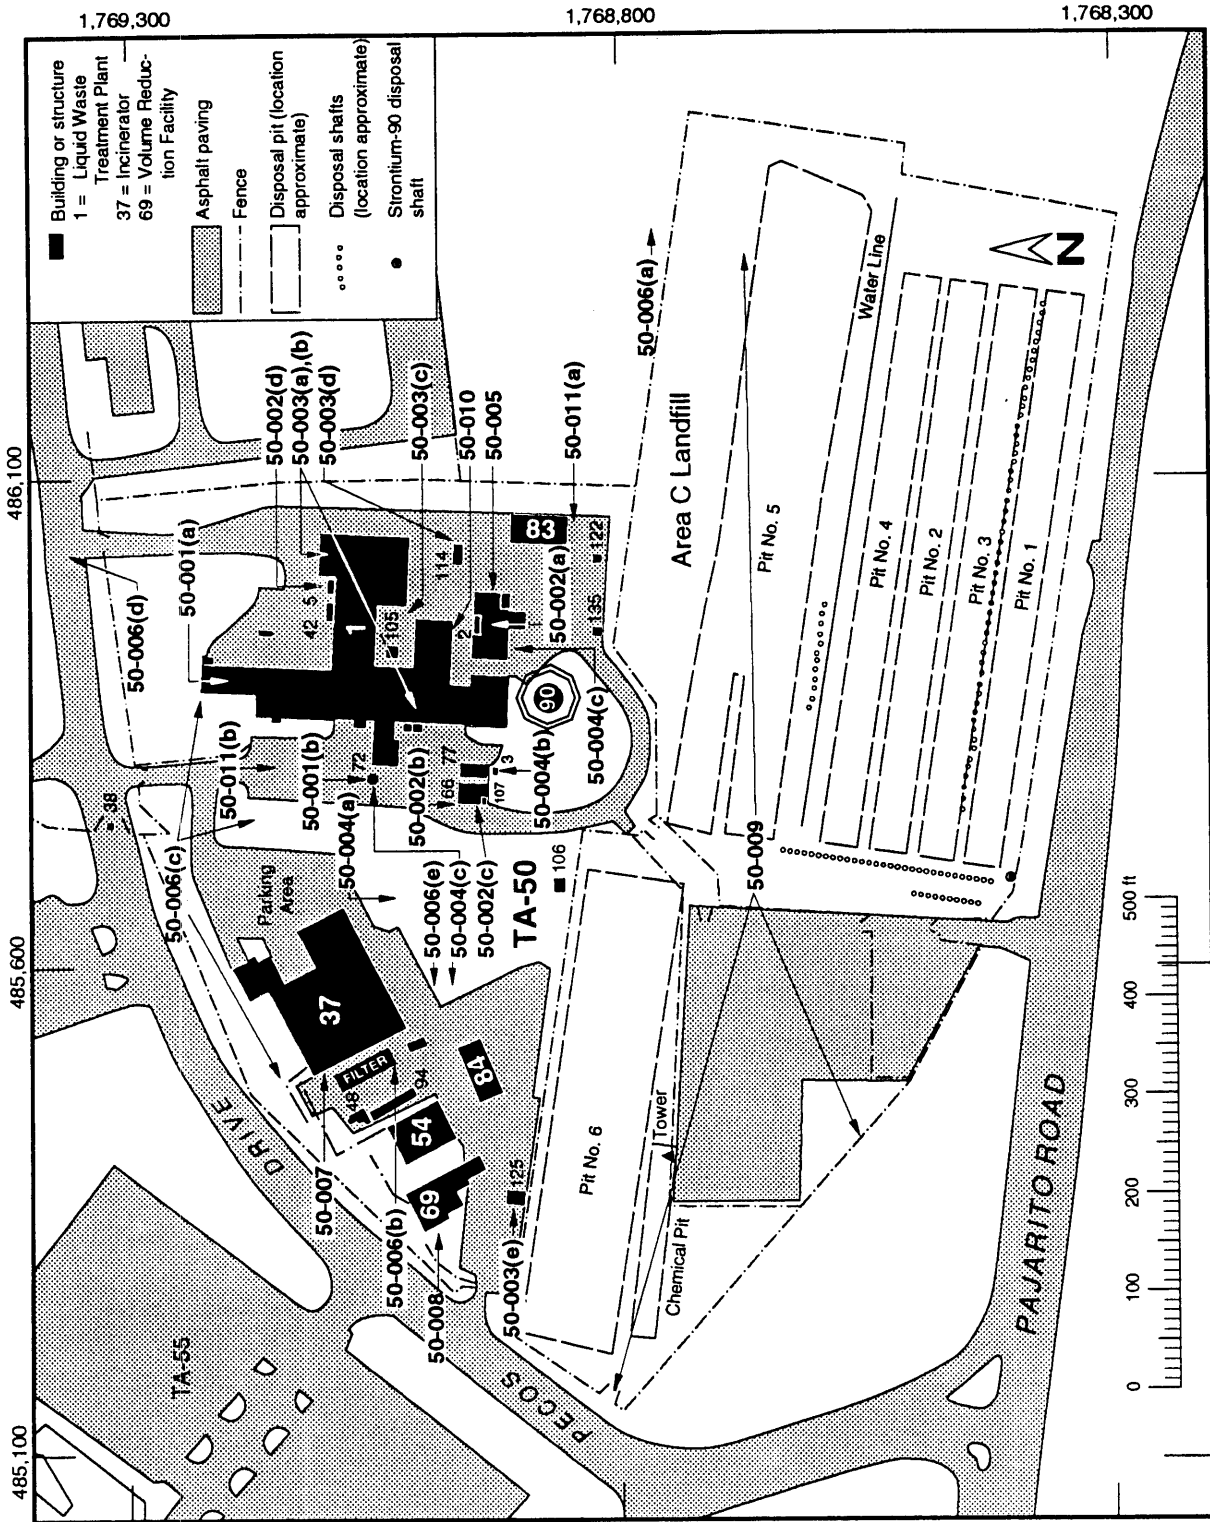 1,769,300
1,768,800
1,768,300
486,100
485,600
485,100
Building or structure
1 = Liquid Waste
Treatment Plant
37 = Incinerator
69 = Volume Reduc-
tion Facility
Asphalt paving
Fence
Disposal pit (location
approximate)
Disposal shafts
(location approximate)
Strontium-90 disposal
shaft
50-006(d)
50-001(a)
50-002(d)
50-003(a),(b)
50-003(d)
50-003(c)
50-010
50-005
50-011(a)
50-006(a)
50-006(c)
50-011(b)
50-001(b)
50-004(a)
50-002(b)
50-006(e)
50-004(c)
50-002(c)
50-004(b)
50-004(c)
50-002(a)
50-009
50-007
50-006(b)
50-008
50-003(e)
38
42
5
1
105
114
2
83
122
135
90
72
66
77
3
107
106
37
FILTER
48
94
54
84
69
125
Parking
Area
TA-50
TA-55
Area C Landfill
Water Line
Pit No. 5
Pit No. 4
Pit No. 2
Pit No. 3
Pit No. 1
Pit No. 6
Tower
Chemical Pit
N
PECOS
DRIVE
PAJARITO ROAD
0
100
200
300
400
500 ft